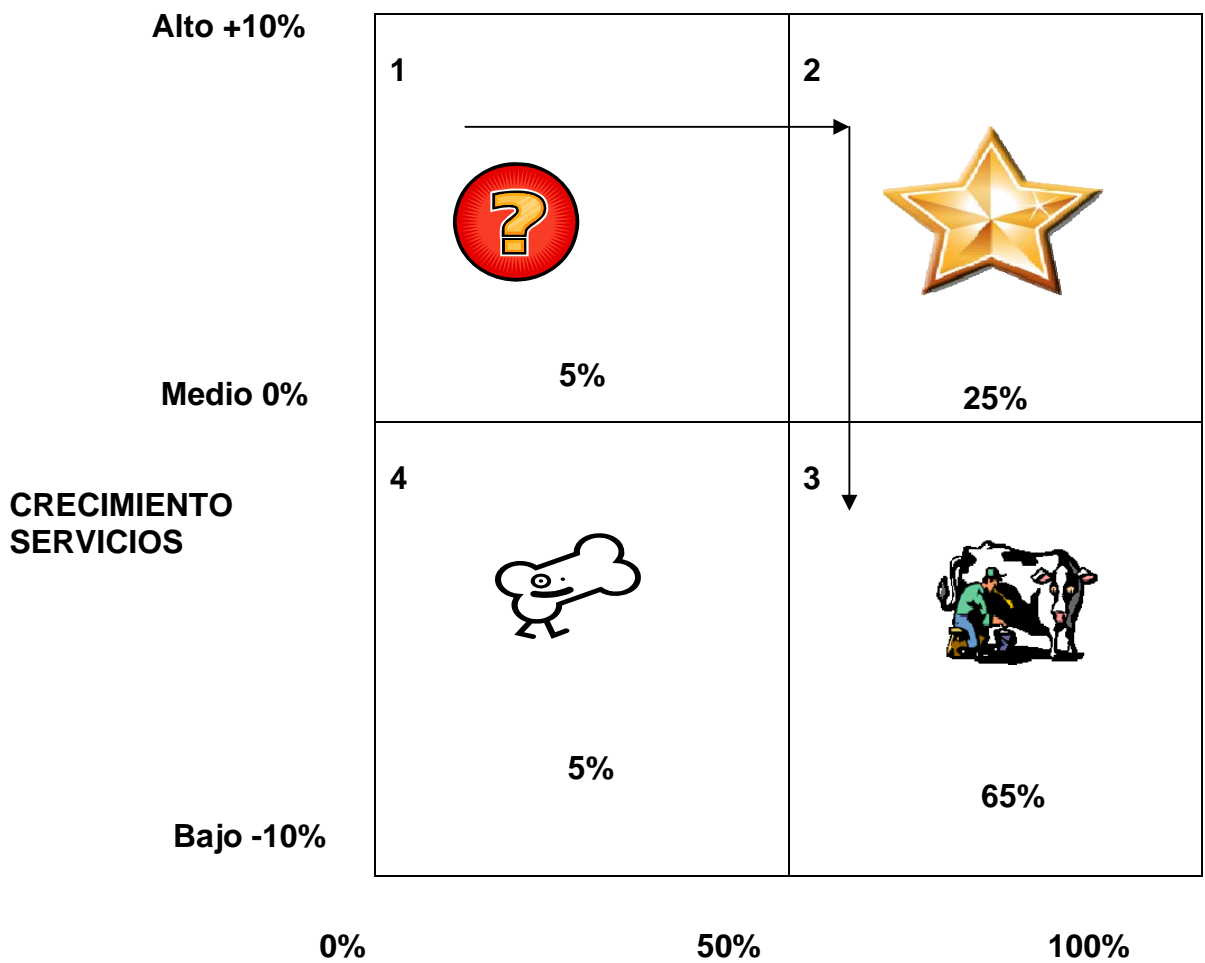 Alto +10%
1
2
?
5%
Medio 0%
25%
4
3
CRECIMIENTO
SERVICIOS
5%
65%
Bajo -10%
0%
50%
100%